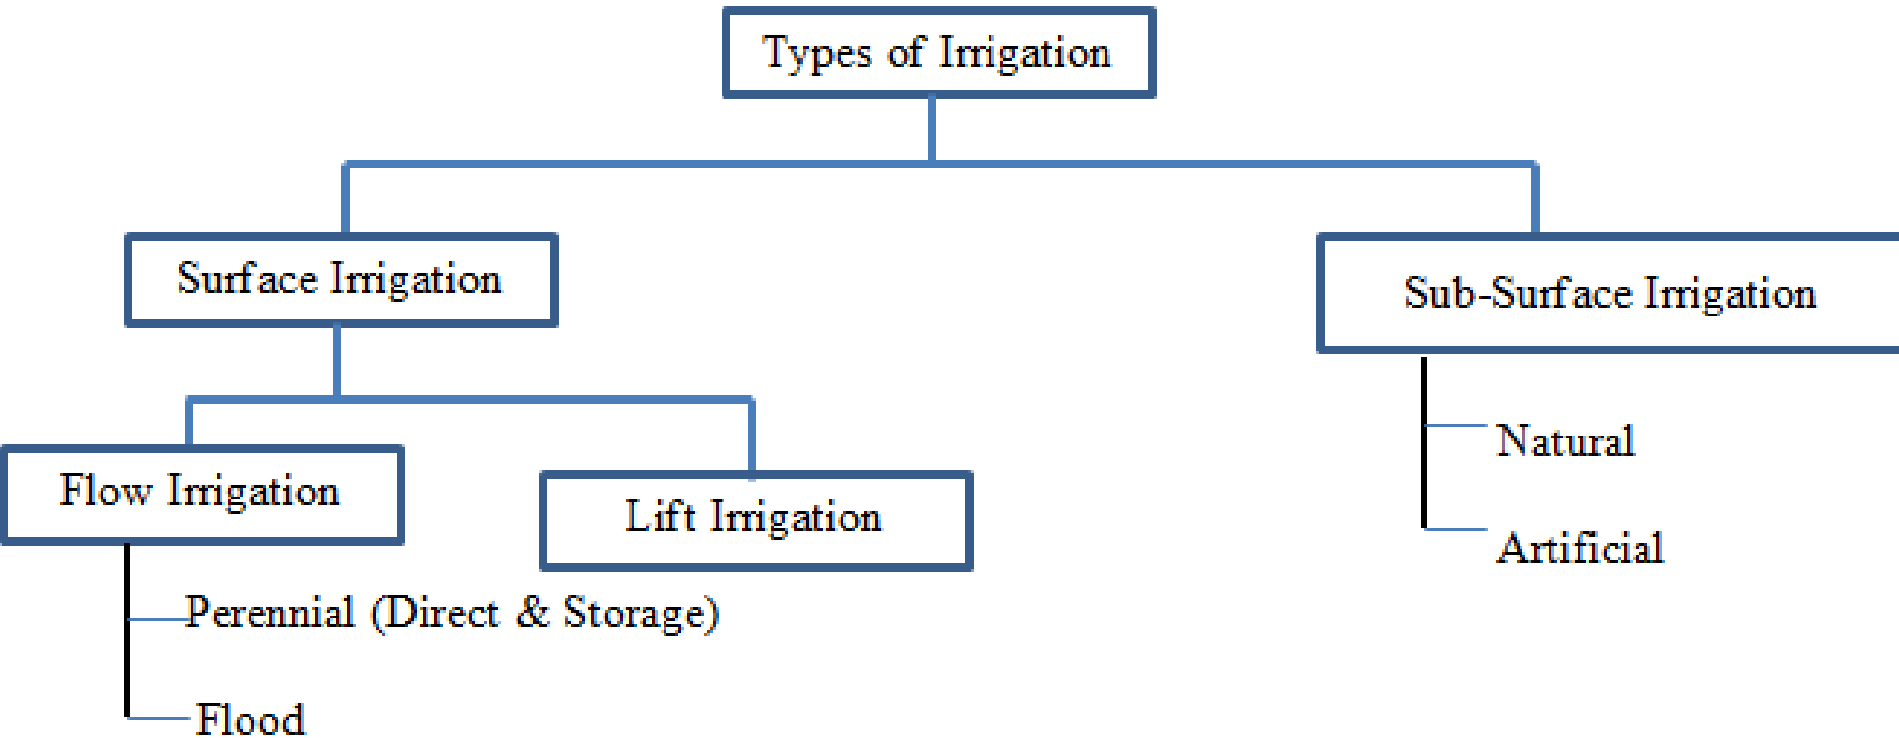 Types of Irrigation
Surface Irrigation
Sub-Surface Irrigation
Flow Irrigation
Lift Irrigation
Natural
Artificial
Perennial (Direct & Storage)
Flood